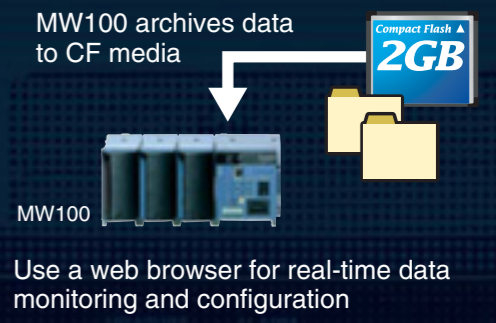 MW100 archives data
to CF media
Compact Flash
2GB
MW100
Use a web browser for real-time data
monitoring and configuration